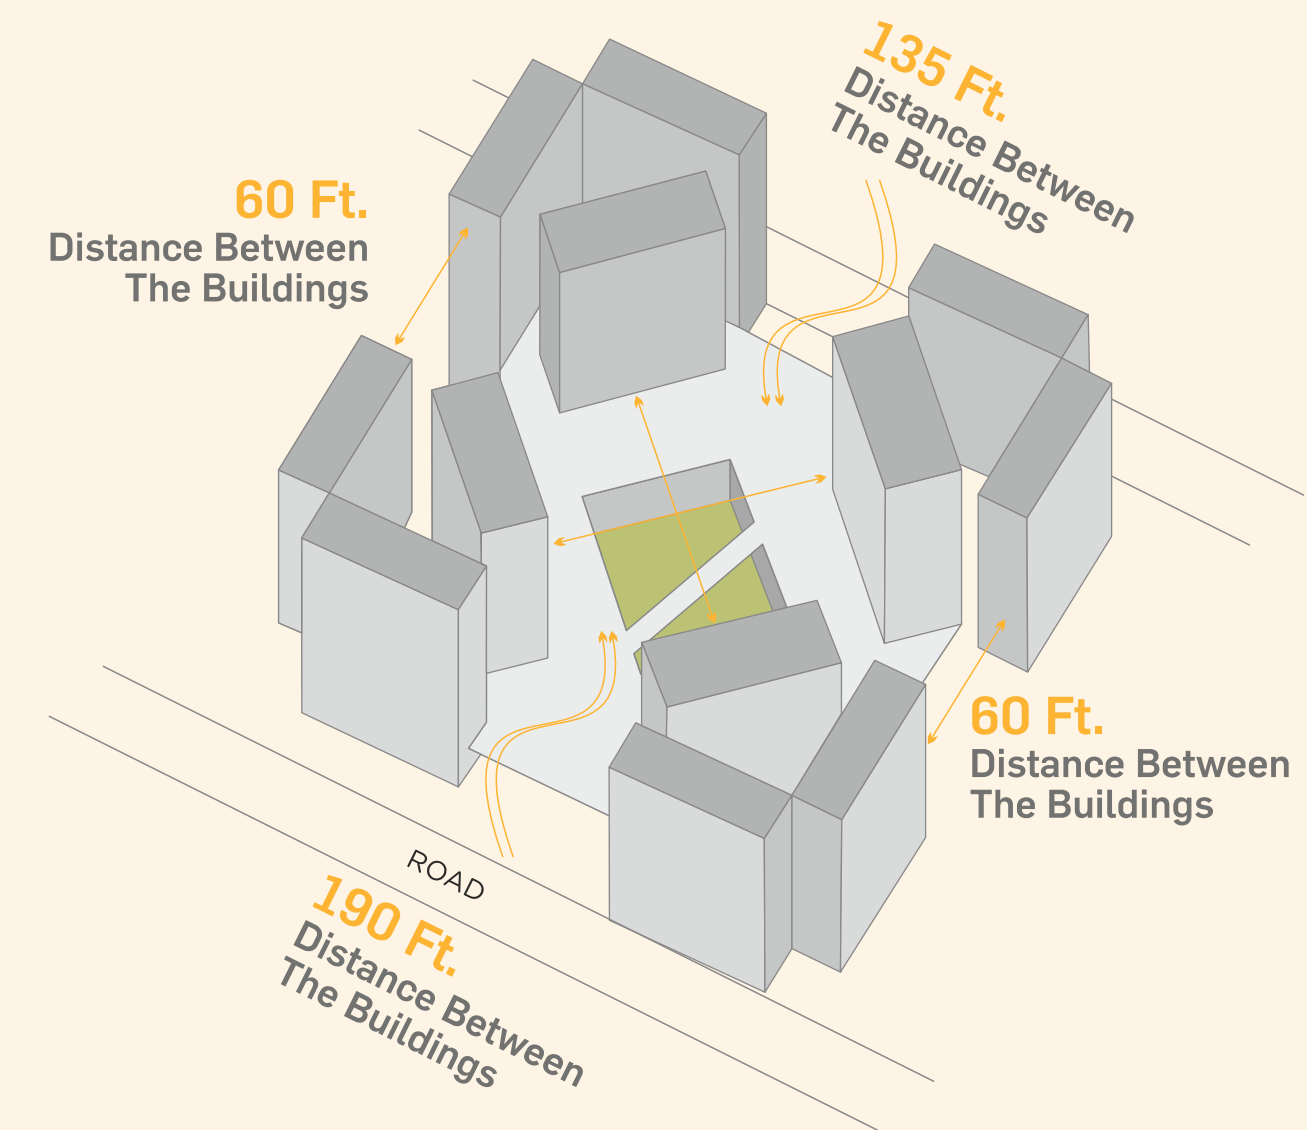 135 Ft.
Distance Between
The Buildings
60 Ft.
Distance Between
The Buildings
60 Ft.
Distance Between
The Buildings
ROAD
190 Ft.
Distance Between
The Buildings